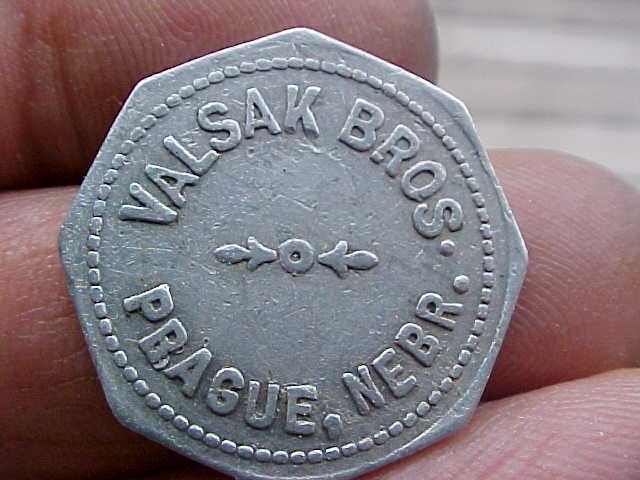 VALSAK BROS.
PRAGUE, NEBR.